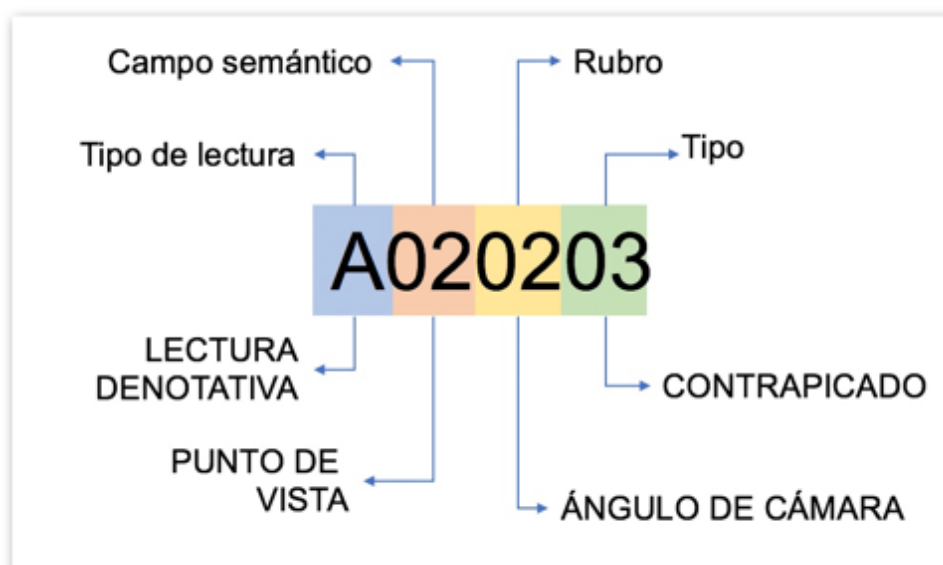 Campo semántico
Rubro
Tipo de lectura
Tipo
A020203
LECTURA
DENOTATIVA
CONTRAPICADO
PUNTO DE
VISTA
ÁNGULO DE CÁMARA